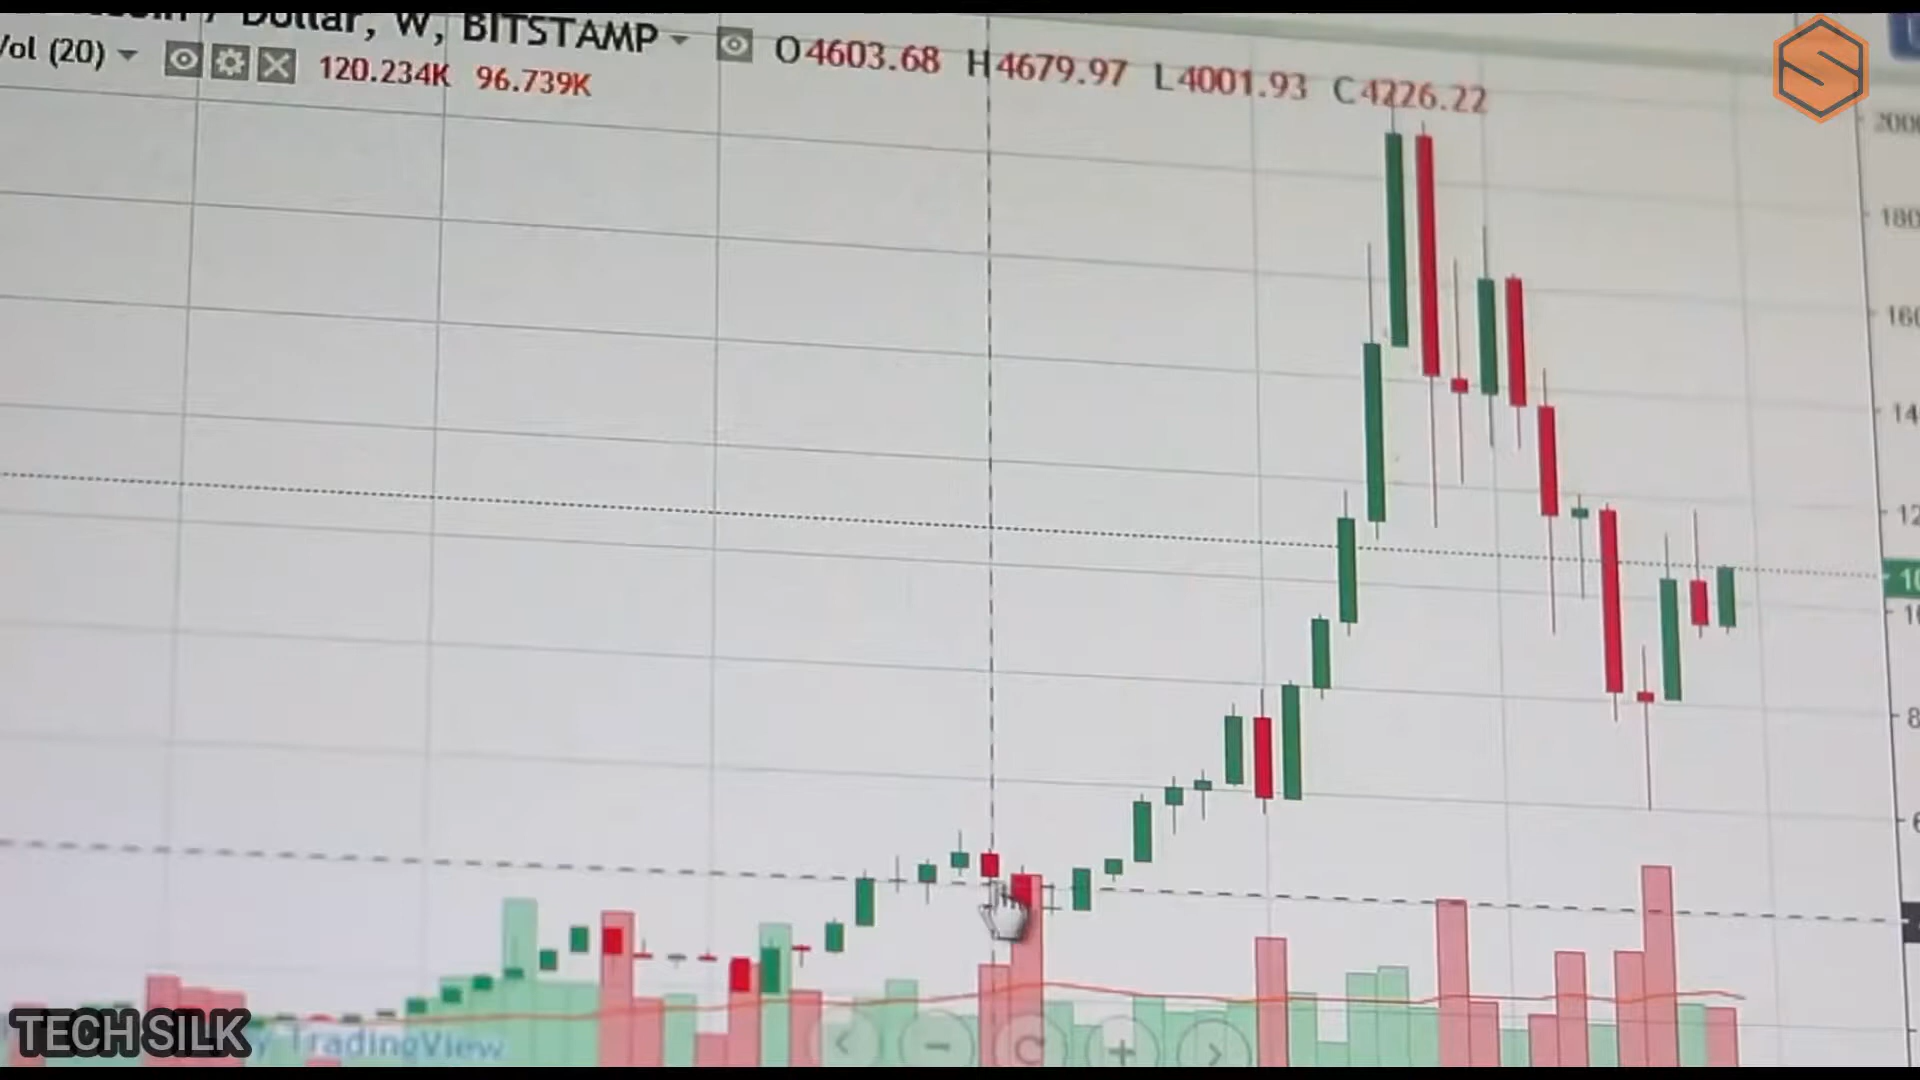 / Dollar, W, BITSTAMP O4603.68 H4679.97 L4001.93 C4226.22
Vol (20) 120.234K 96.739K
TECH SILK
TradingView